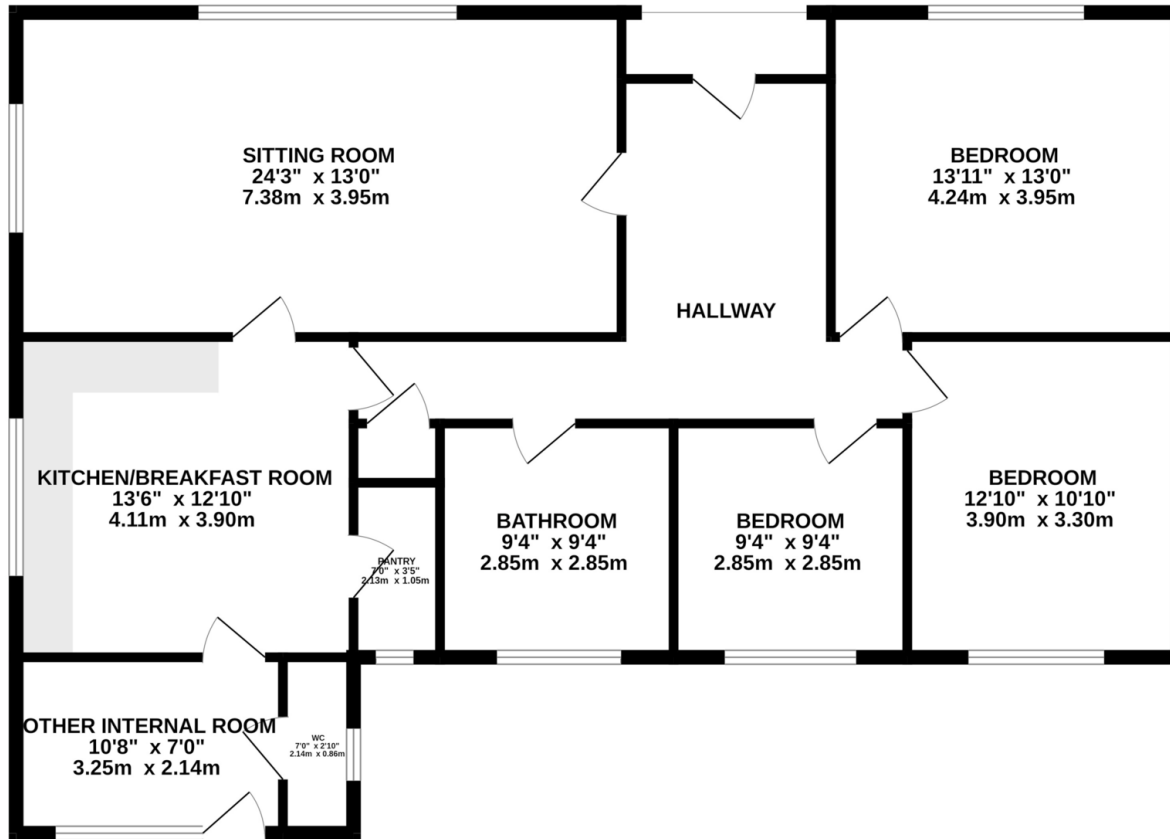 SITTING ROOM
24'3" x 13'0"
7.38m x 3.95m
BEDROOM
13'11" x 13'0"
4.24m x 3.95m
HALLWAY
KITCHEN/BREAKFAST ROOM
13'6" x 12'10"
4.11m x 3.90m
PANTRY
7'0" x 3'5"
2.13m x 1.05m
BATHROOM
9'4" x 9'4"
2.85m x 2.85m
BEDROOM
9'4" x 9'4"
2.85m x 2.85m
BEDROOM
12'10" x 10'10"
3.90m x 3.30m
OTHER INTERNAL ROOM
10'8" x 7'0"
3.25m x 2.14m
WC
7'0" x 2'10"
2.14m x 0.86m